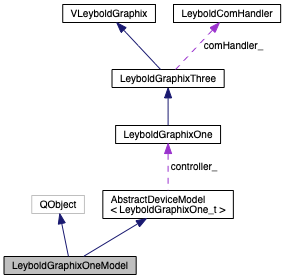 VLeyboldGraphix
LeyboldComHandler
comHandler_
LeyboldGraphixThree
LeyboldGraphixOne
controller_
QObject
AbstractDeviceModel
< LeyboldGraphixOne_t >
LeyboldGraphixOneModel